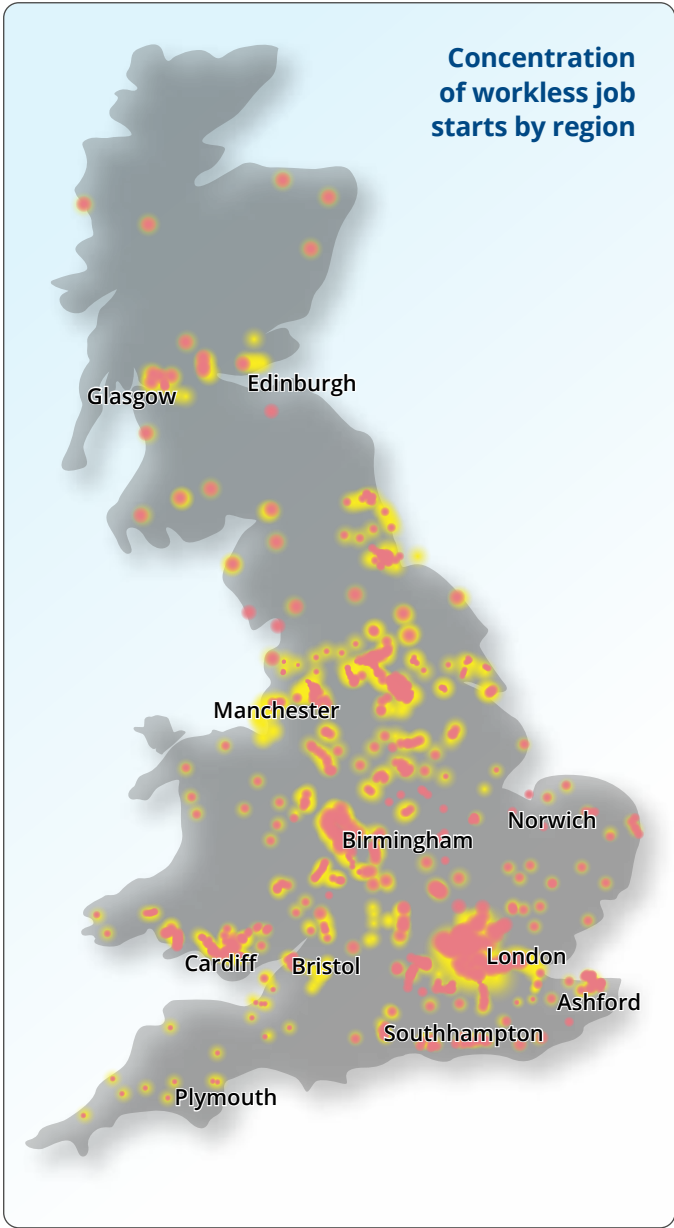 Concentration
of workless job
starts by region
Glasgow
Edinburgh
Manchester
Norwich
Birmingham
London
Cardiff
Bristol
Ashford
Southhampton
Plymouth